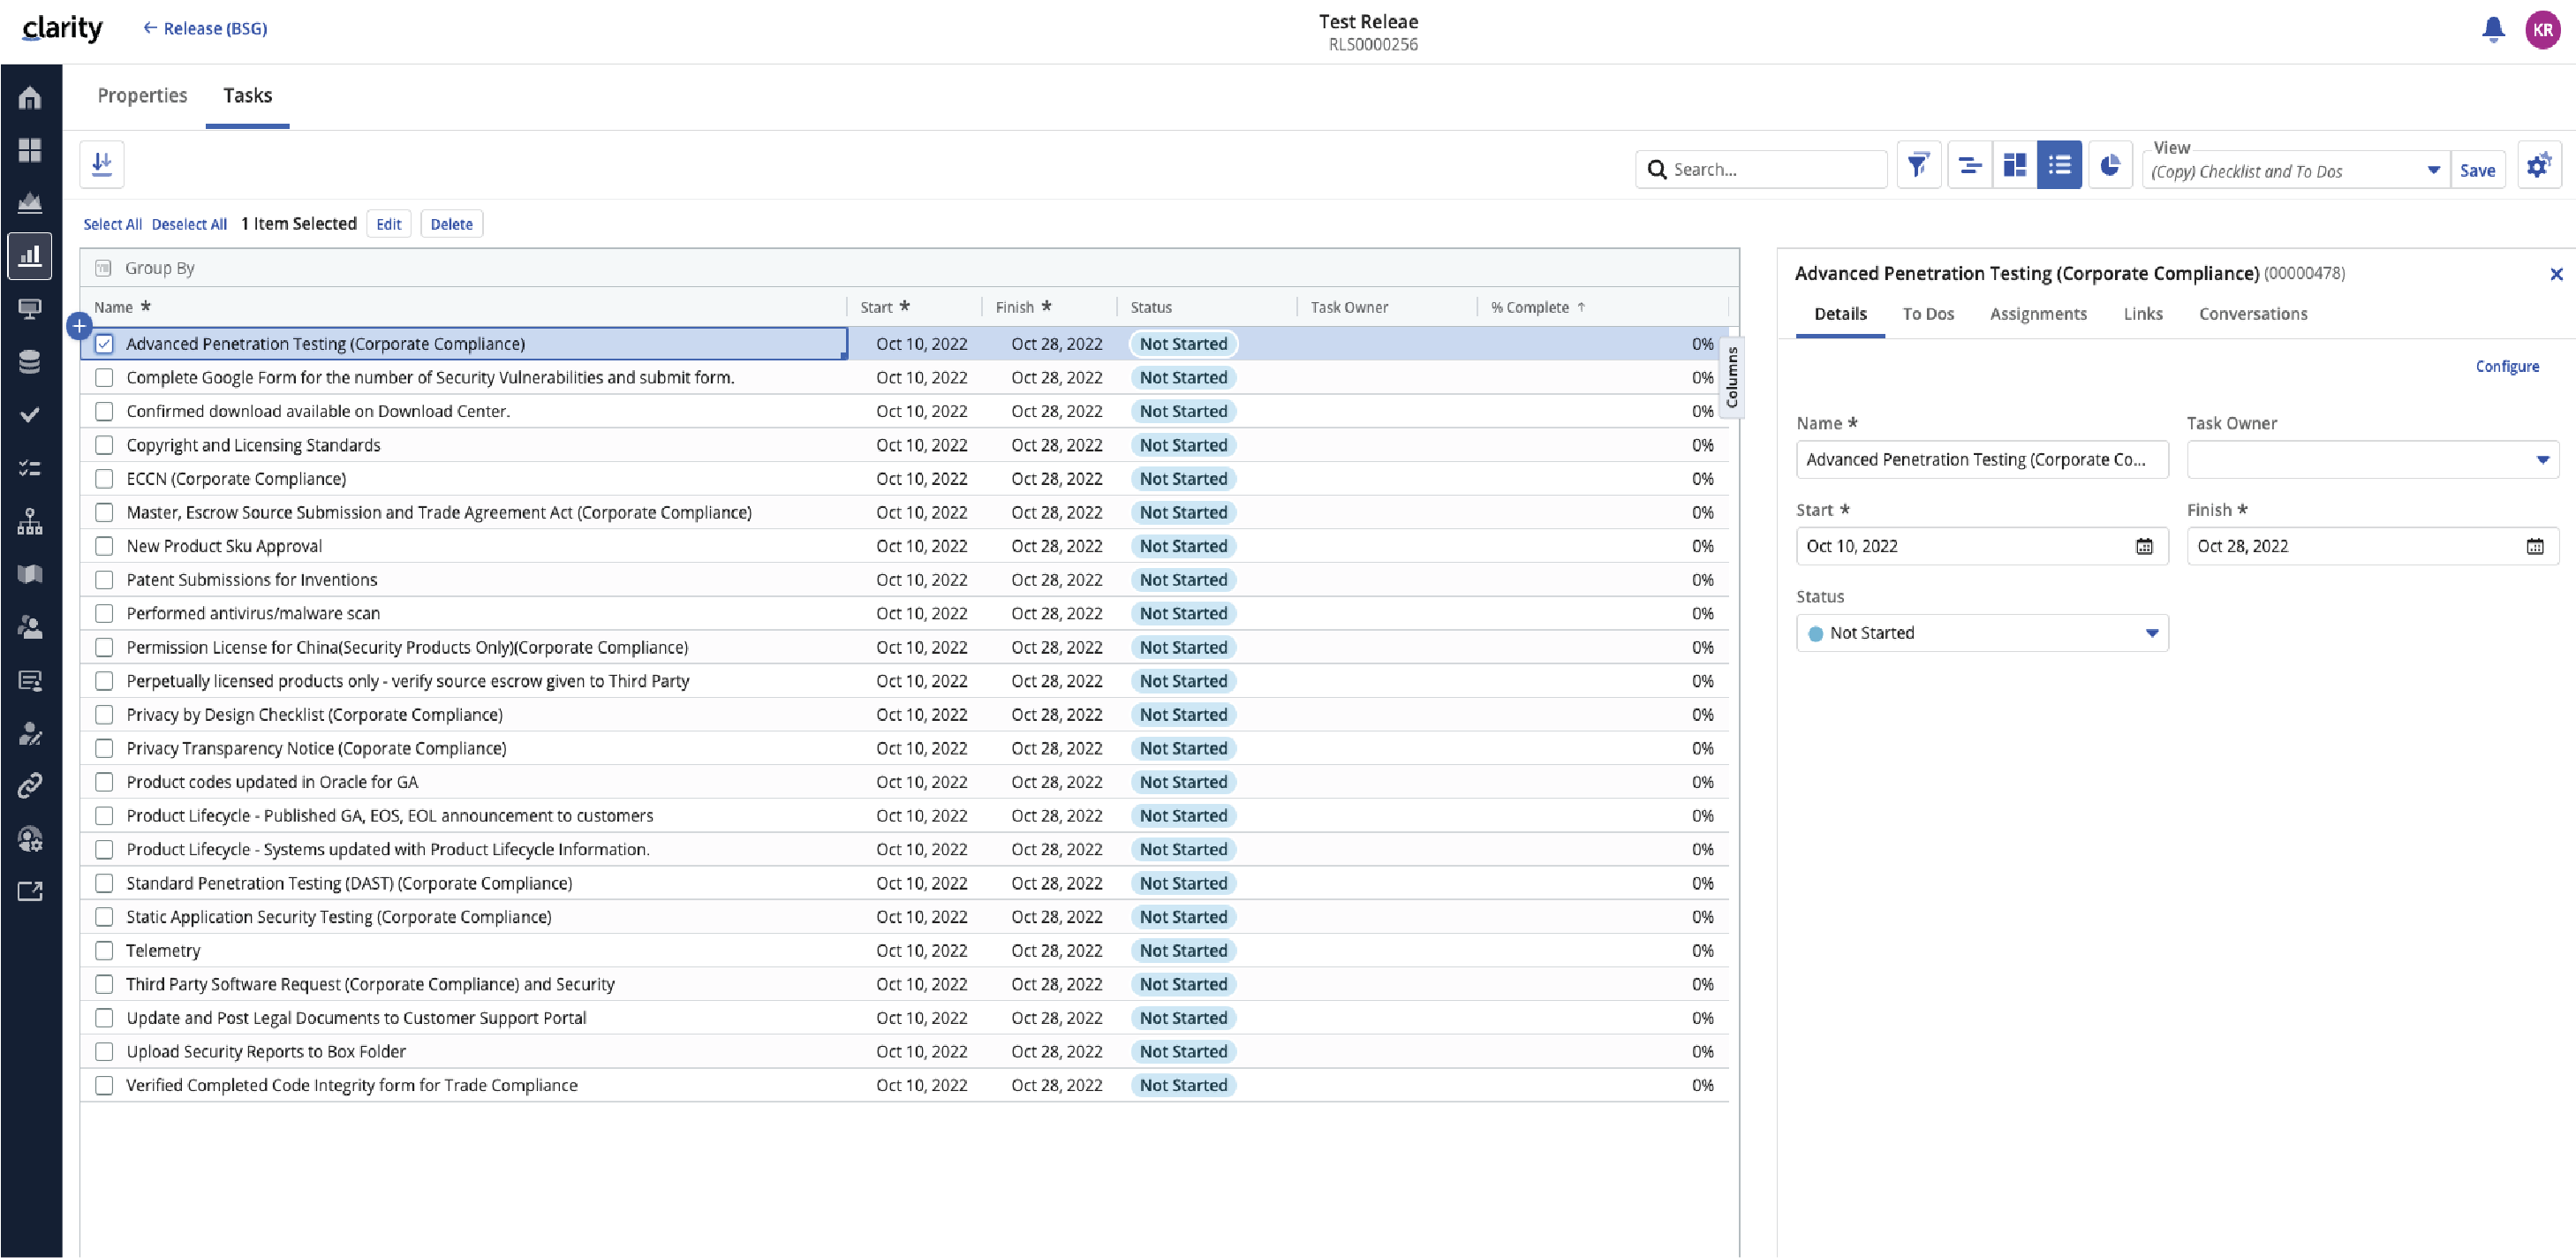 clarity
← Release (BSG)
Test Releae
RLS0000256
KR
Properties
Tasks
Search...
View
(Copy) Checklist and To Dos
Save
Select All Deselect All 1 Item Selected Edit Delete
Group By
Name * Start * Finish * Status Task Owner % Complete ↑
Advanced Penetration Testing (Corporate Compliance) Oct 10, 2022 Oct 28, 2022 Not Started 0%
Complete Google Form for the number of Security Vulnerabilities and submit form. Oct 10, 2022 Oct 28, 2022 Not Started 0%
Confirmed download available on Download Center. Oct 10, 2022 Oct 28, 2022 Not Started 0%
Copyright and Licensing Standards Oct 10, 2022 Oct 28, 2022 Not Started 0%
ECCN (Corporate Compliance) Oct 10, 2022 Oct 28, 2022 Not Started 0%
Master, Escrow Source Submission and Trade Agreement Act (Corporate Compliance) Oct 10, 2022 Oct 28, 2022 Not Started 0%
New Product Sku Approval Oct 10, 2022 Oct 28, 2022 Not Started 0%
Patent Submissions for Inventions Oct 10, 2022 Oct 28, 2022 Not Started 0%
Performed antivirus/malware scan Oct 10, 2022 Oct 28, 2022 Not Started 0%
Permission License for China(Security Products Only)(Corporate Compliance) Oct 10, 2022 Oct 28, 2022 Not Started 0%
Perpetually licensed products only - verify source escrow given to Third Party Oct 10, 2022 Oct 28, 2022 Not Started 0%
Privacy by Design Checklist (Corporate Compliance) Oct 10, 2022 Oct 28, 2022 Not Started 0%
Privacy Transparency Notice (Coporate Compliance) Oct 10, 2022 Oct 28, 2022 Not Started 0%
Product codes updated in Oracle for GA Oct 10, 2022 Oct 28, 2022 Not Started 0%
Product Lifecycle - Published GA, EOS, EOL announcement to customers Oct 10, 2022 Oct 28, 2022 Not Started 0%
Product Lifecycle - Systems updated with Product Lifecycle Information. Oct 10, 2022 Oct 28, 2022 Not Started 0%
Standard Penetration Testing (DAST) (Corporate Compliance) Oct 10, 2022 Oct 28, 2022 Not Started 0%
Static Application Security Testing (Corporate Compliance) Oct 10, 2022 Oct 28, 2022 Not Started 0%
Telemetry Oct 10, 2022 Oct 28, 2022 Not Started 0%
Third Party Software Request (Corporate Compliance) and Security Oct 10, 2022 Oct 28, 2022 Not Started 0%
Update and Post Legal Documents to Customer Support Portal Oct 10, 2022 Oct 28, 2022 Not Started 0%
Upload Security Reports to Box Folder Oct 10, 2022 Oct 28, 2022 Not Started 0%
Verified Completed Code Integrity form for Trade Compliance Oct 10, 2022 Oct 28, 2022 Not Started 0%
Columns
Advanced Penetration Testing (Corporate Compliance) (00000478)
Details To Dos Assignments Links Conversations
Configure
Name * Task Owner
Advanced Penetration Testing (Corporate Co...
Start * Finish *
Oct 10, 2022 Oct 28, 2022
Status
Not Started